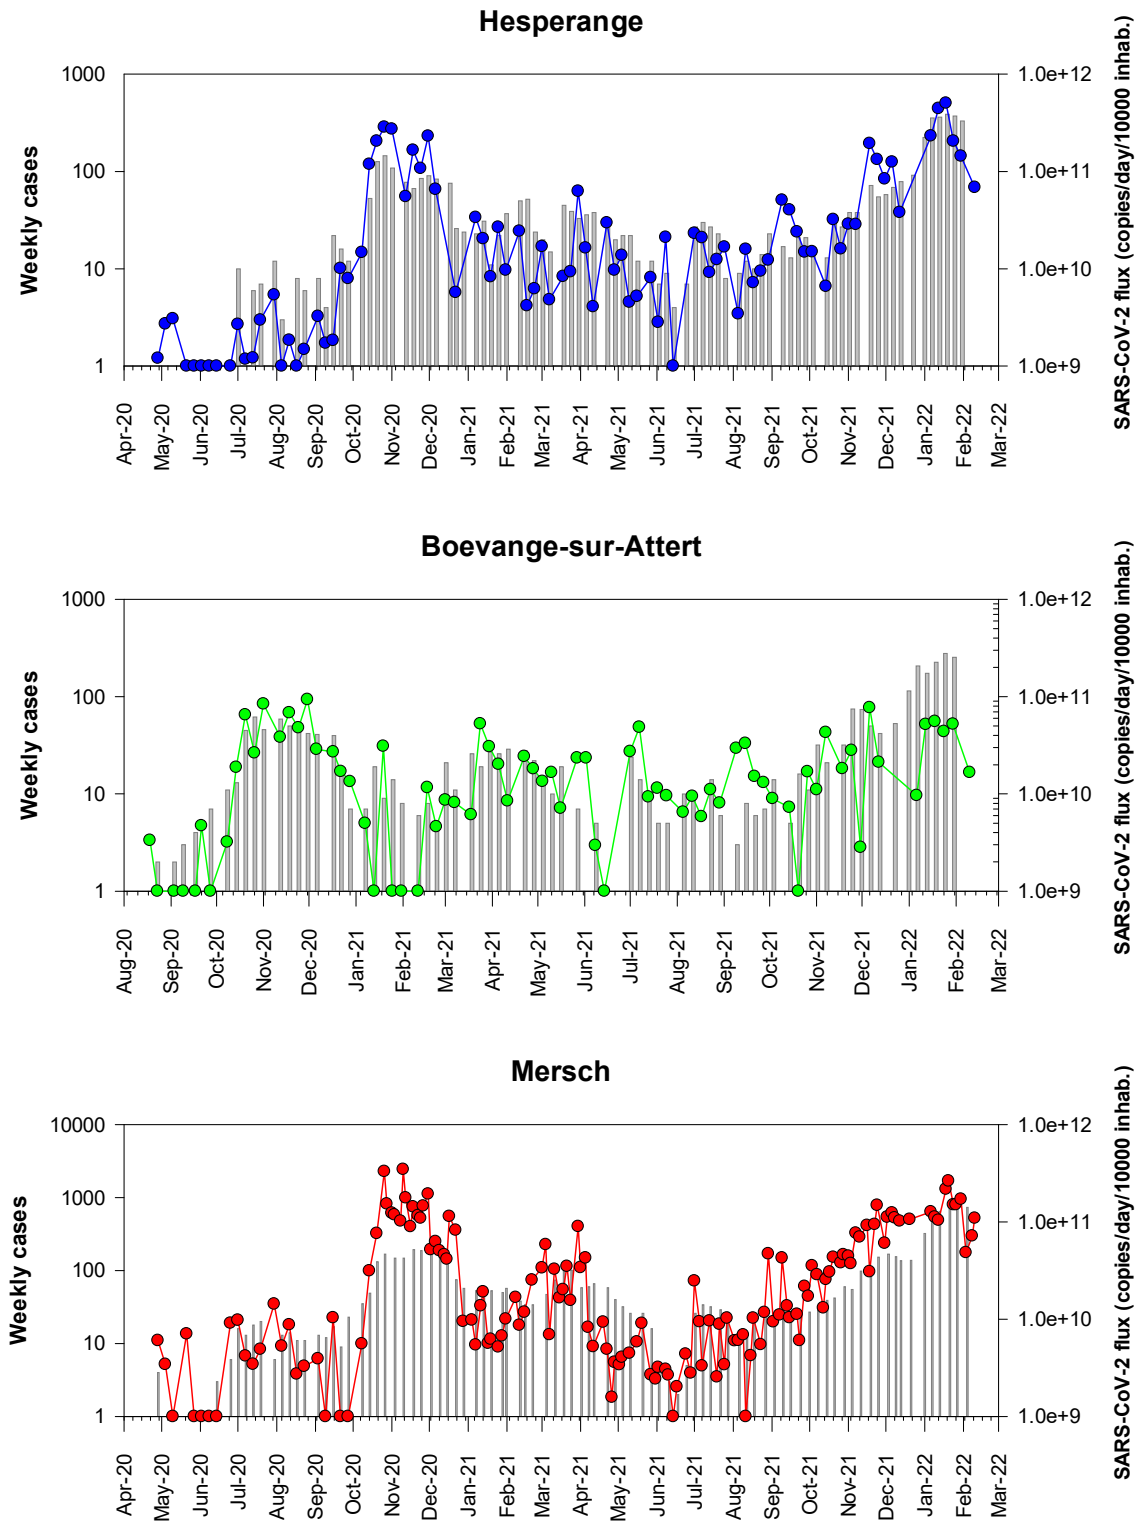 Hesperange
Weekly cases
1000
100
10
1
1.0e+12
1.0e+11
1.0e+10
1.0e+9
SARS-CoV-2 flux (copies/day/10000 inhab.)
Apr-20
May-20
Jun-20
Jul-20
Aug-20
Sep-20
Oct-20
Nov-20
Dec-20
Jan-21
Feb-21
Mar-21
Apr-21
May-21
Jun-21
Jul-21
Aug-21
Sep-21
Oct-21
Nov-21
Dec-21
Jan-22
Feb-22
Mar-22
Boevange-sur-Attert
Weekly cases
1000
100
10
1
1.0e+12
1.0e+11
1.0e+10
1.0e+9
SARS-CoV-2 flux (copies/day/10000 inhab.)
Aug-20
Sep-20
Oct-20
Nov-20
Dec-20
Jan-21
Feb-21
Mar-21
Apr-21
May-21
Jun-21
Jul-21
Aug-21
Sep-21
Oct-21
Nov-21
Dec-21
Jan-22
Feb-22
Mar-22
Mersch
Weekly cases
10000
1000
100
10
1
1.0e+12
1.0e+11
1.0e+10
1.0e+9
SARS-CoV-2 flux (copies/day/10000 inhab.)
Apr-20
May-20
Jun-20
Jul-20
Aug-20
Sep-20
Oct-20
Nov-20
Dec-20
Jan-21
Feb-21
Mar-21
Apr-21
May-21
Jun-21
Jul-21
Aug-21
Sep-21
Oct-21
Nov-21
Dec-21
Jan-22
Feb-22
Mar-22